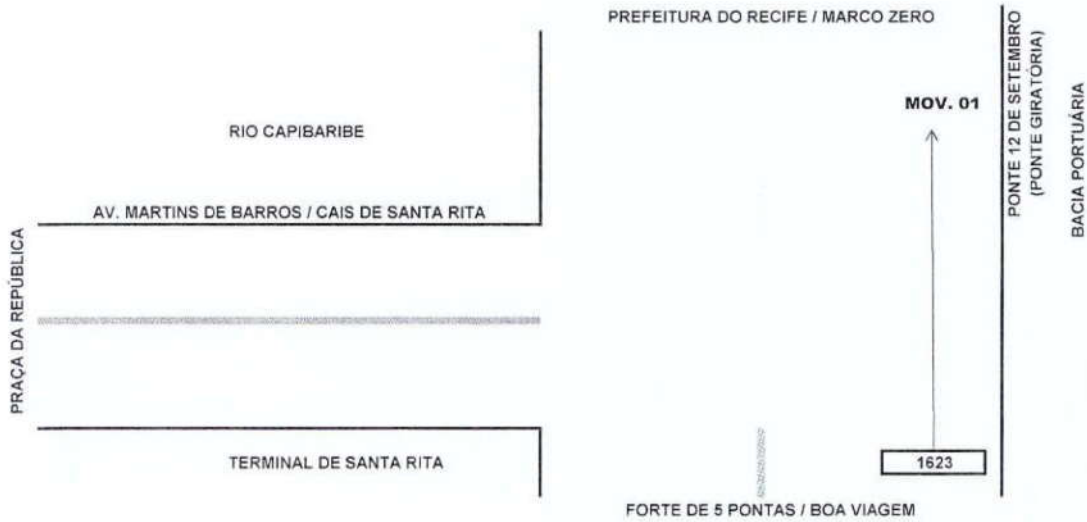 PREFEITURA DO RECIFE / MARCO ZERO
PONTE 12 DE SETEMBRO
(PONTE GIRATÓRIA)
BACIA PORTUÁRIA
MOV. 01
RIO CAPIBARIBE
AV. MARTINS DE BARROS / CAIS DE SANTA RITA
PRAÇA DA REPÚBLICA
TERMINAL DE SANTA RITA
1623
FORTE DE 5 PONTAS / BOA VIAGEM